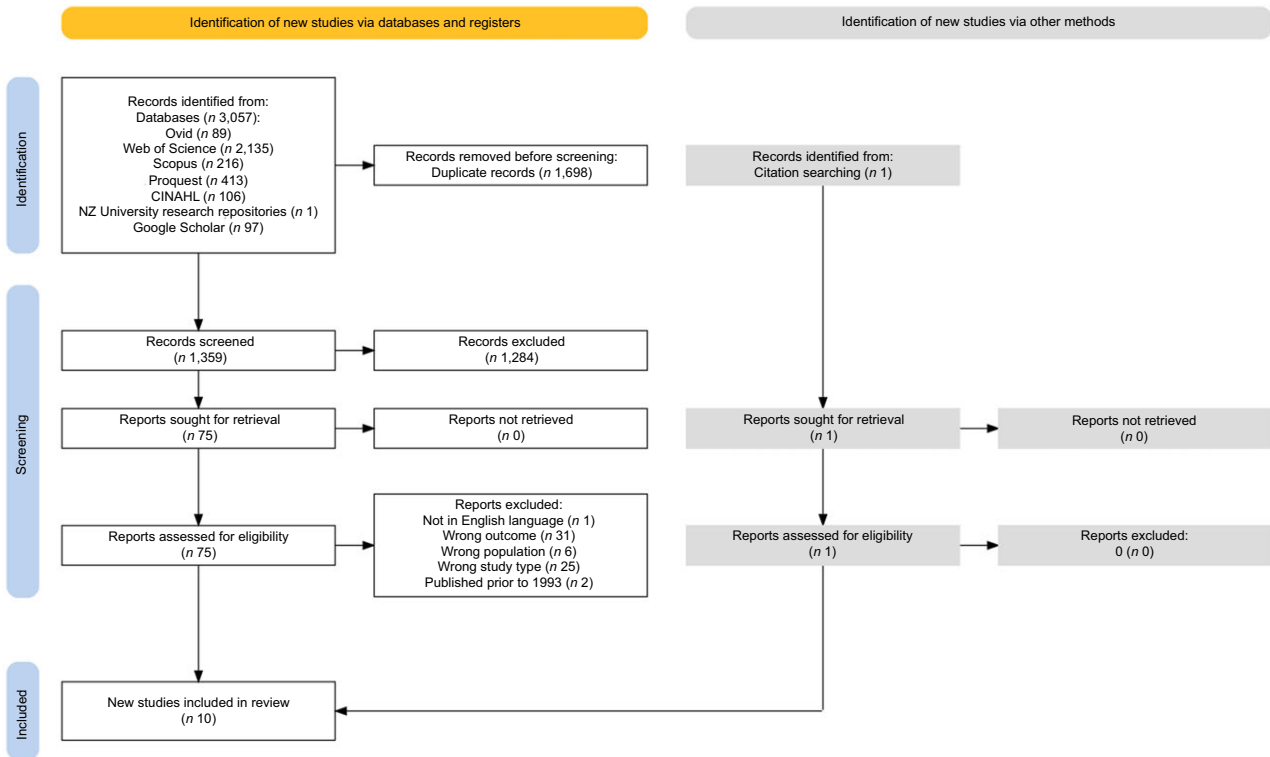 Identification of new studies via databases and registers
Identification of new studies via other methods
Identification
Records identified from:
Databases (n 3,057):
Ovid (n 89)
Web of Science (n 2,135)
Scopus (n 216)
Proquest (n 413)
CINAHL (n 106)
NZ University research repositories (n 1)
Google Scholar (n 97)
Records removed before screening:
Duplicate records (n 1,698)
Records identified from:
Citation searching (n 1)
Screening
Records screened
(n 1,359)
Records excluded
(n 1,284)
Reports sought for retrieval
(n 75)
Reports not retrieved
(n 0)
Reports sought for retrieval
(n 1)
Reports not retrieved
(n 0)
Reports assessed for eligibility
(n 75)
Reports excluded:
Not in English language (n 1)
Wrong outcome (n 31)
Wrong population (n 6)
Wrong study type (n 25)
Published prior to 1993 (n 2)
Reports assessed for eligibility
(n 1)
Reports excluded:
0 (n 0)
Included
New studies included in review
(n 10)